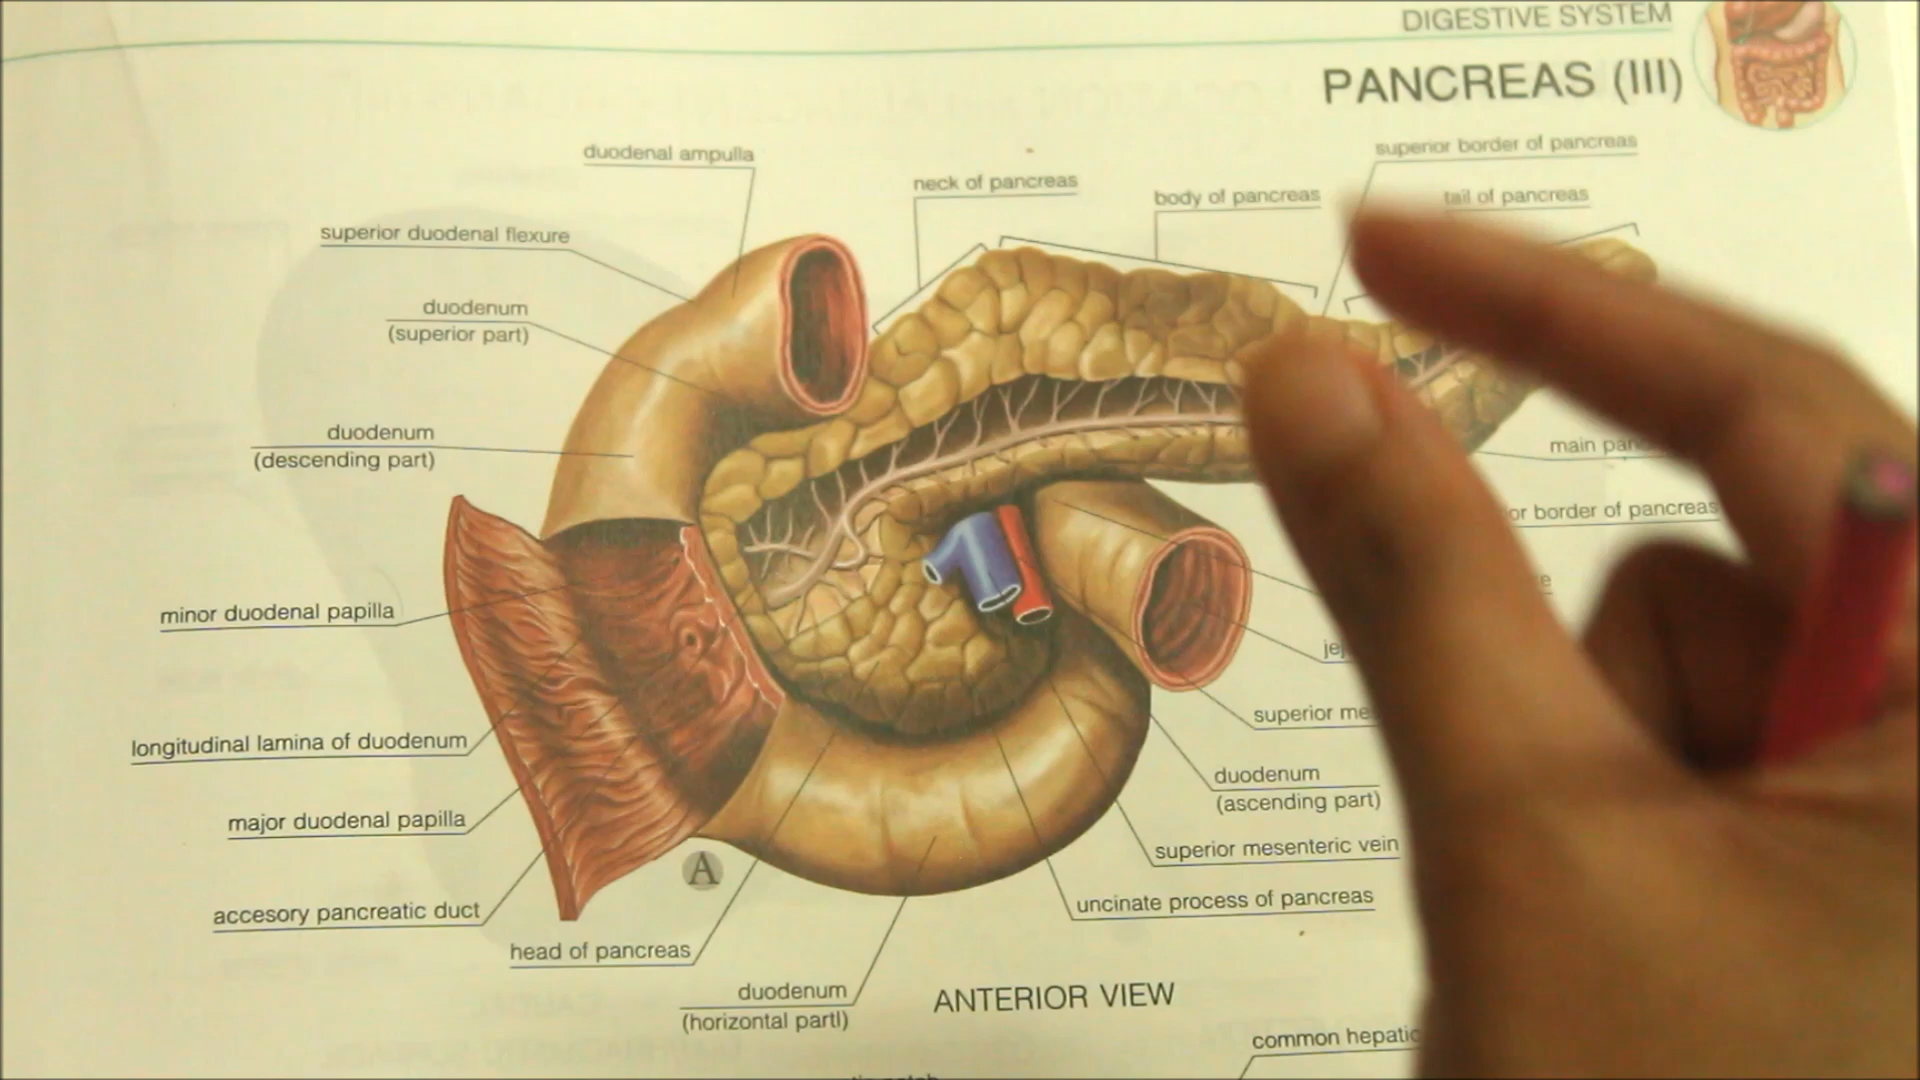 DIGESTIVE SYSTEM
PANCREAS (III)
duodenal ampulla
superior border of pancreas
neck of pancreas
body of pancreas
tail of pancreas
superior duodenal flexure
duodenum
(superior part)
duodenum
(descending part)
main
border of pancreas
minor duodenal papilla
superior
longitudinal lamina of duodenum
duodenum
(ascending part)
major duodenal papilla
superior mesenteric vein
A
uncinate process of pancreas
accesory pancreatic duct
head of pancreas
duodenum
(horizontal partl)
ANTERIOR VIEW
common hepatic